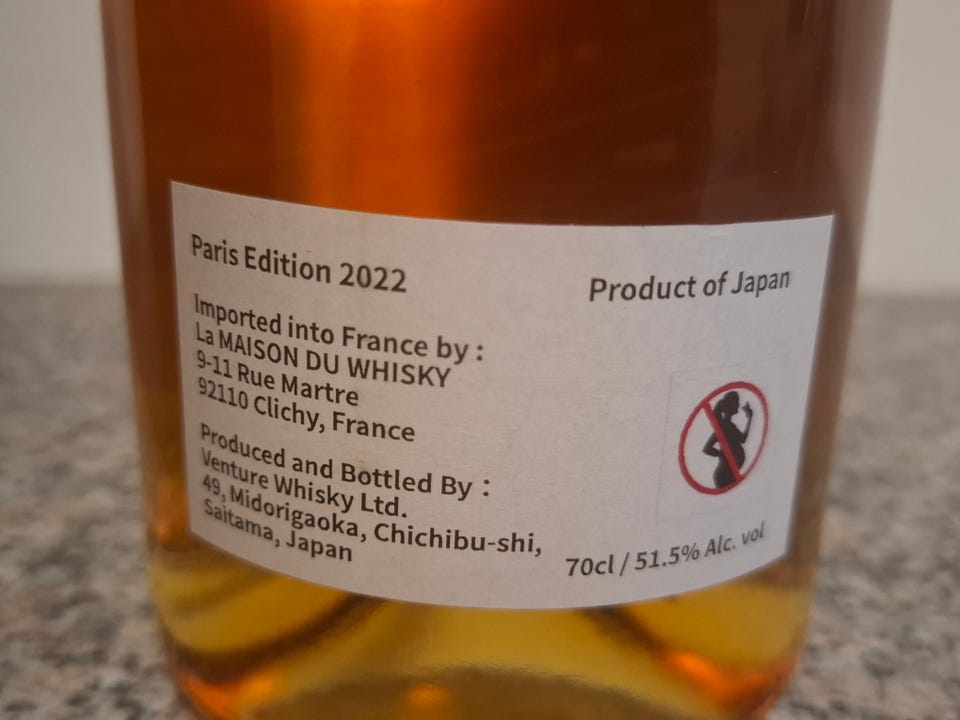 Paris Edition 2022
Product of Japan
Imported into France by :
La MAISON DU WHISKY
9-11 Rue Martre
92110 Clichy, France
Produced and Bottled By :
Venture Whisky Ltd.
49, Midorigaoka, Chichibu-shi,
Saitama, Japan
70cl / 51.5% Alc. vol